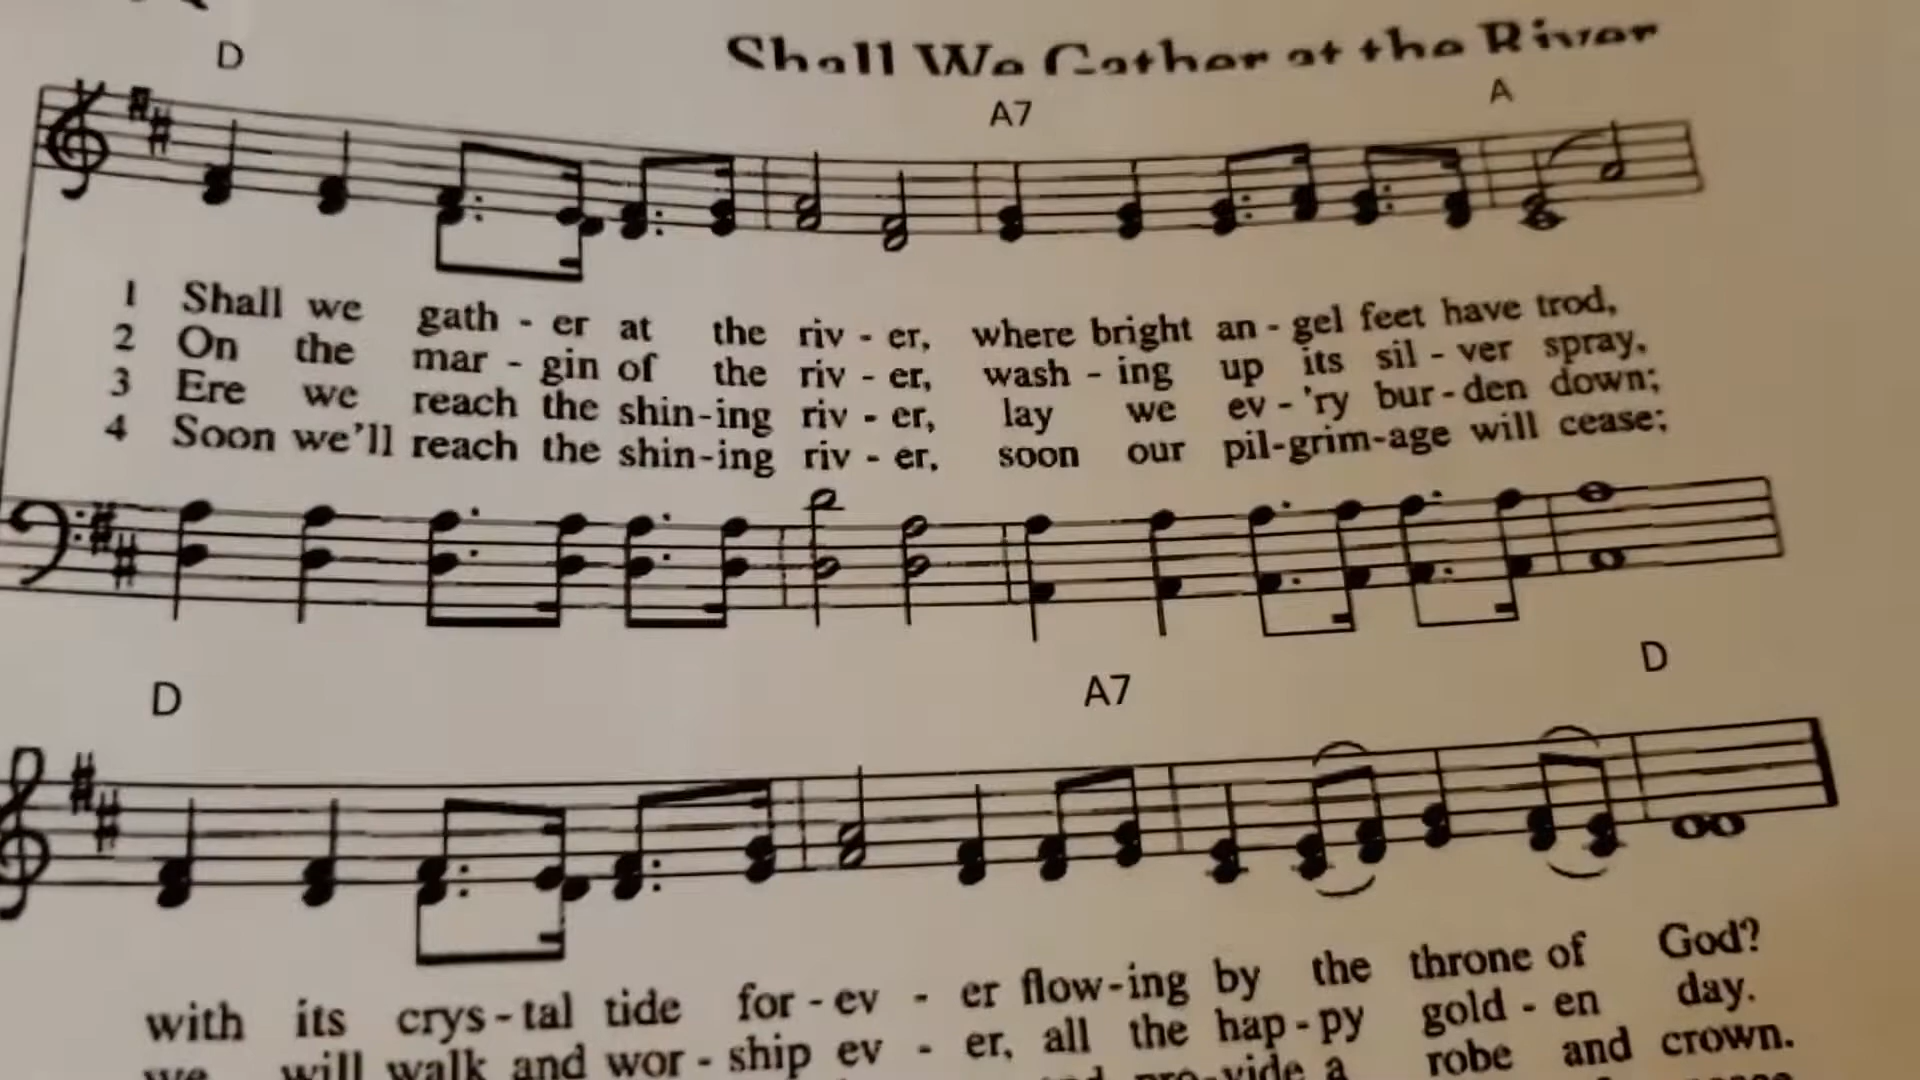 Shall We Gather at the River
D A7 A
1 Shall we gath - er at the riv - er, where bright an - gel feet have trod,
2 On the mar - gin of the riv - er, wash - ing up its sil - ver spray,
3 Ere we reach the shin-ing riv - er, lay we ev - 'ry bur - den down;
4 Soon we'll reach the shin-ing riv - er, soon our pil-grim-age will cease;
D A7 D
with its crys - tal tide for - ev - er flow-ing by the throne of God?
we will walk and wor - ship ev - er, all the hap - py gold - en day.
pro-vide a robe and crown.